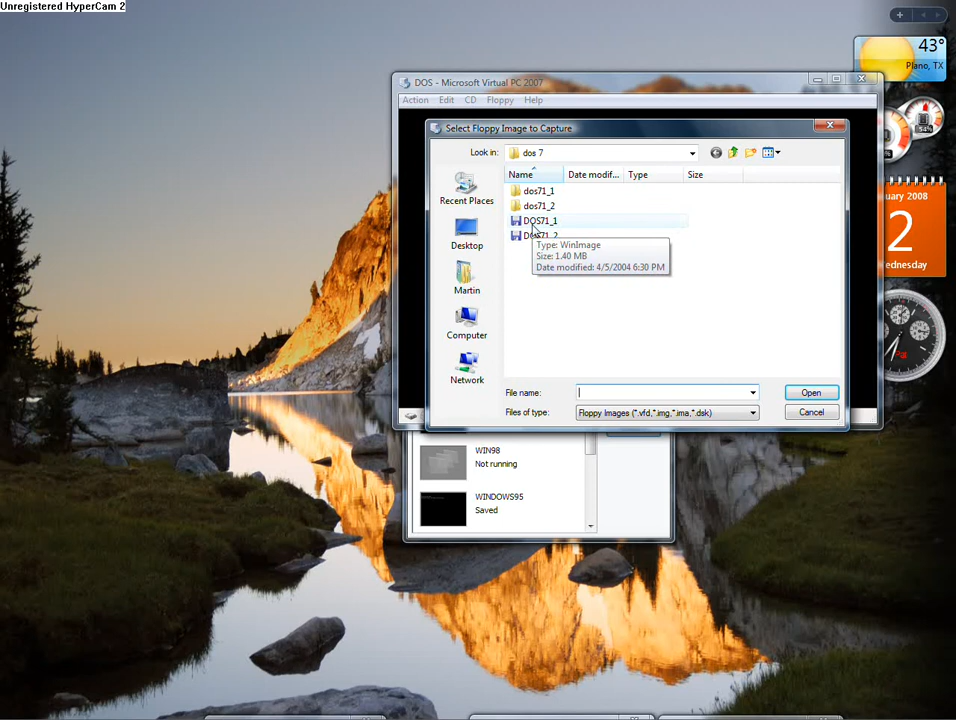 Unregistered HyperCam 2
43°
Plano, TX
DOS - Microsoft Virtual PC 2007
Action Edit CD Floppy Help
Select Floppy Image to Capture
Look in: dos 7
Name Date modif... Type Size
Recent Places
Desktop
Martin
Computer
Network
dos71_1
dos71_2
DOS71_1
DOS71_2
Type: WinImage
Size: 1.40 MB
Date modified: 4/5/2004 6:30 PM
File name:
Open
Files of type: Floppy Images (*.vfd,*.img,*.ima,*.dsk)
Cancel
54%
uary 2008
2
ednesday
WIN98
Not running
WINDOWS95
Saved